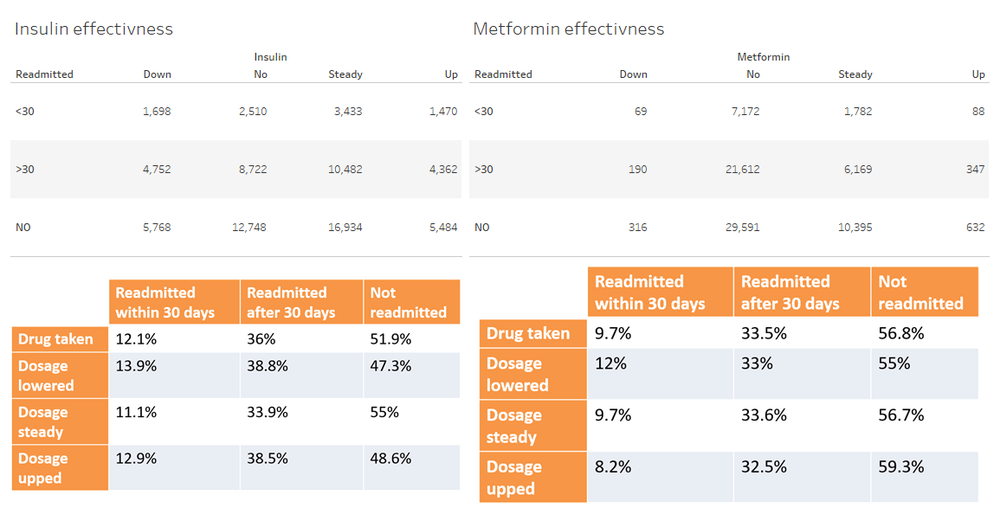 Insulin effectivness
Insulin
Readmitted Down No Steady Up
<30 1,698 2,510 3,433 1,470
>30 4,752 8,722 10,482 4,362
NO 5,768 12,748 16,934 5,484
Readmitted within 30 days Readmitted after 30 days Not readmitted
Drug taken 12.1% 36% 51.9%
Dosage lowered 13.9% 38.8% 47.3%
Dosage steady 11.1% 33.9% 55%
Dosage upped 12.9% 38.5% 48.6%
Metformin effectivness
Metformin
Readmitted Down No Steady Up
<30 69 7,172 1,782 88
>30 190 21,612 6,169 347
NO 316 29,591 10,395 632
Readmitted within 30 days Readmitted after 30 days Not readmitted
Drug taken 9.7% 33.5% 56.8%
Dosage lowered 12% 33% 55%
Dosage steady 9.7% 33.6% 56.7%
Dosage upped 8.2% 32.5% 59.3%